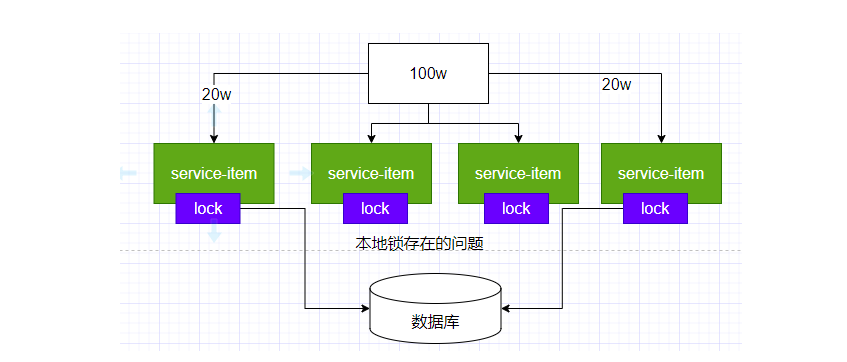 100w
20w
20w
service-item
service-item
service-item
service-item
lock
lock
lock
lock
本地锁存在的问题
数据库